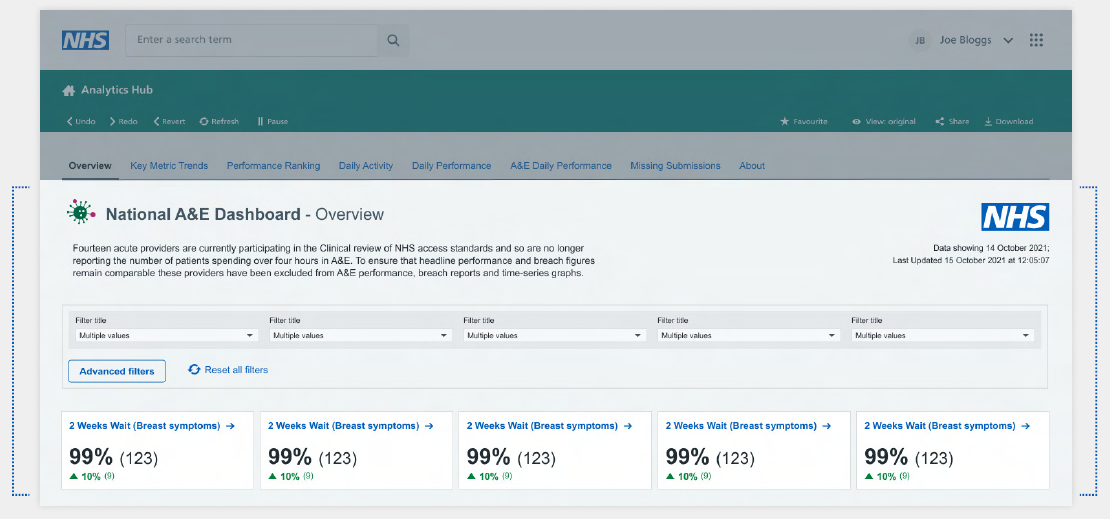 NHS Enter a search term JB Joe Bloggs
Analytics Hub
Undo Redo Revert Refresh Pause Favourite View: original Share Download
Overview Key Metric Trends Performance Ranking Daily Activity Daily Performance A&E Daily Performance Missing Submissions About
National A&E Dashboard - Overview
NHS
Fourteen acute providers are currently participating in the Clinical review of NHS access standards and so are no longer
reporting the number of patients spending over four hours in A&E. To ensure that headline performance and breach figures
remain comparable these providers have been excluded from A&E performance, breach reports and time-series graphs.
Data showing 14 October 2021;
Last Updated 15 October 2021 at 12:05:07
Filter title Filter title Filter title Filter title Filter title
Multiple values Multiple values Multiple values Multiple values Multiple values
Advanced filters Reset all filters
2 Weeks Wait (Breast symptoms) → 2 Weeks Wait (Breast symptoms) → 2 Weeks Wait (Breast symptoms) → 2 Weeks Wait (Breast symptoms) → 2 Weeks Wait (Breast symptoms) →
99% (123) 99% (123) 99% (123) 99% (123) 99% (123)
▲ 10% (9) ▲ 10% (9) ▲ 10% (9) ▲ 10% (9) ▲ 10% (9)